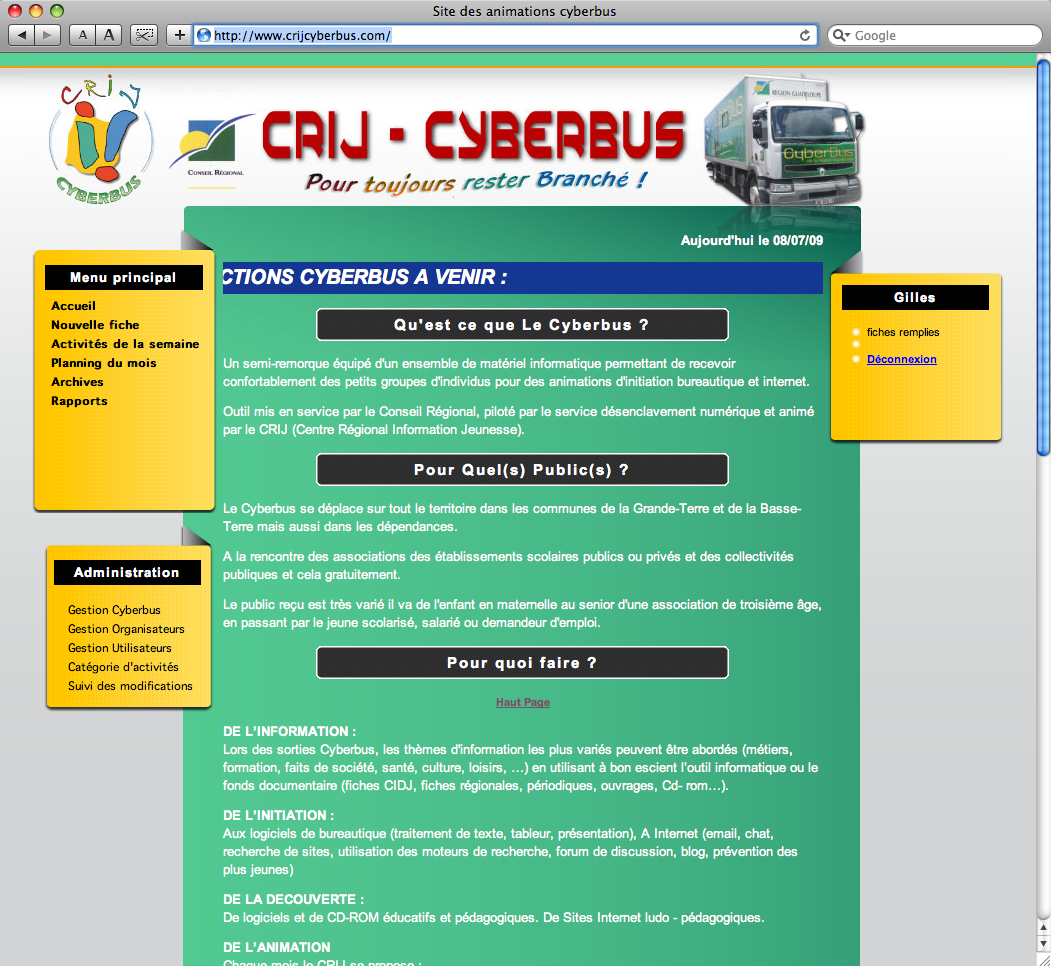 Site des animations cyberbus
A A
http://www.crijcyberbus.com/
Google
CRIJ
CYBERBUS
CONSEIL RÉGIONAL
CRIJ - CYBERBUS
Pour toujours rester Branché !
REGION GUADELOUPE
CyberBus
Aujourd'hui le 08/07/09
CTIONS CYBERBUS A VENIR :
Menu principal
Accueil
Nouvelle fiche
Activités de la semaine
Planning du mois
Archives
Rapports
Administration
Gestion Cyberbus
Gestion Organisateurs
Gestion Utilisateurs
Catégorie d'activités
Suivi des modifications
Qu'est ce que Le Cyberbus ?
Un semi-remorque équipé d'un ensemble de matériel informatique permettant de recevoir
confortablement des petits groupes d'individus pour des animations d'initiation bureautique et internet.
Outil mis en service par le Conseil Régional, piloté par le service désenclavement numérique et animé
par le CRIJ (Centre Régional Information Jeunesse).
Pour Quel(s) Public(s) ?
Le Cyberbus se déplace sur tout le territoire dans les communes de la Grande-Terre et de la Basse-
Terre mais aussi dans les dépendances.
A la rencontre des associations des établissements scolaires publics ou privés et des collectivités
publiques et cela gratuitement.
Le public reçu est très varié il va de l'enfant en maternelle au senior d'une association de troisième âge,
en passant par le jeune scolarisé, salarié ou demandeur d'emploi.
Pour quoi faire ?
Haut Page
DE L'INFORMATION :
Lors des sorties Cyberbus, les thèmes d'information les plus variés peuvent être abordés (métiers,
formation, faits de société, santé, culture, loisirs, …) en utilisant à bon escient l'outil informatique ou le
fonds documentaire (fiches CIDJ, fiches régionales, périodiques, ouvrages, Cd- rom…).
DE L'INITIATION :
Aux logiciels de bureautique (traitement de texte, tableur, présentation), A Internet (email, chat,
recherche de sites, utilisation des moteurs de recherche, forum de discussion, blog, prévention des
plus jeunes)
DE LA DECOUVERTE :
De logiciels et de CD-ROM éducatifs et pédagogiques. De Sites Internet ludo - pédagogiques.
DE L'ANIMATION
Chaque mois le CRIJ se propose :
Gilles
fiches remplies
Déconnexion